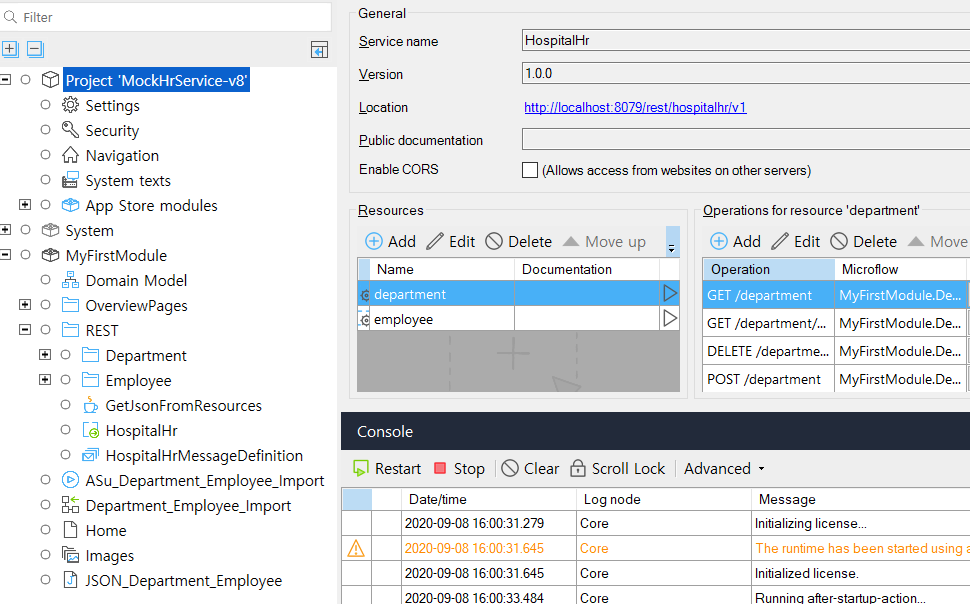 Filter
Project 'MockHrService-v8'
Settings
Security
Navigation
System texts
App Store modules
System
MyFirstModule
Domain Model
OverviewPages
REST
Department
Employee
GetJsonFromResources
HospitalHr
HospitalHrMessageDefinition
ASu_Department_Employee_Import
Department_Employee_Import
Home
Images
JSON_Department_Employee
General
Service name HospitalHr
Version 1.0.0
Location http://localhost:8079/rest/hospitalhr/v1
Public documentation
Enable CORS (Allows access from websites on other servers)
Resources
Add Edit Delete Move up
Name Documentation
department
employee
Operations for resource 'department'
Add Edit Delete Move
Operation Microflow
GET /department MyFirstModule.De...
GET /department/... MyFirstModule.De...
DELETE /departme... MyFirstModule.De...
POST /department MyFirstModule.De...
Console
Restart Stop Clear Scroll Lock Advanced
Date/time Log node Message
2020-09-08 16:00:31.279 Core Initializing license...
2020-09-08 16:00:31.645 Core The runtime has been started using a
2020-09-08 16:00:31.645 Core Initialized license.
2020-09-08 16:00:33.484 Core Running after-startup-action...